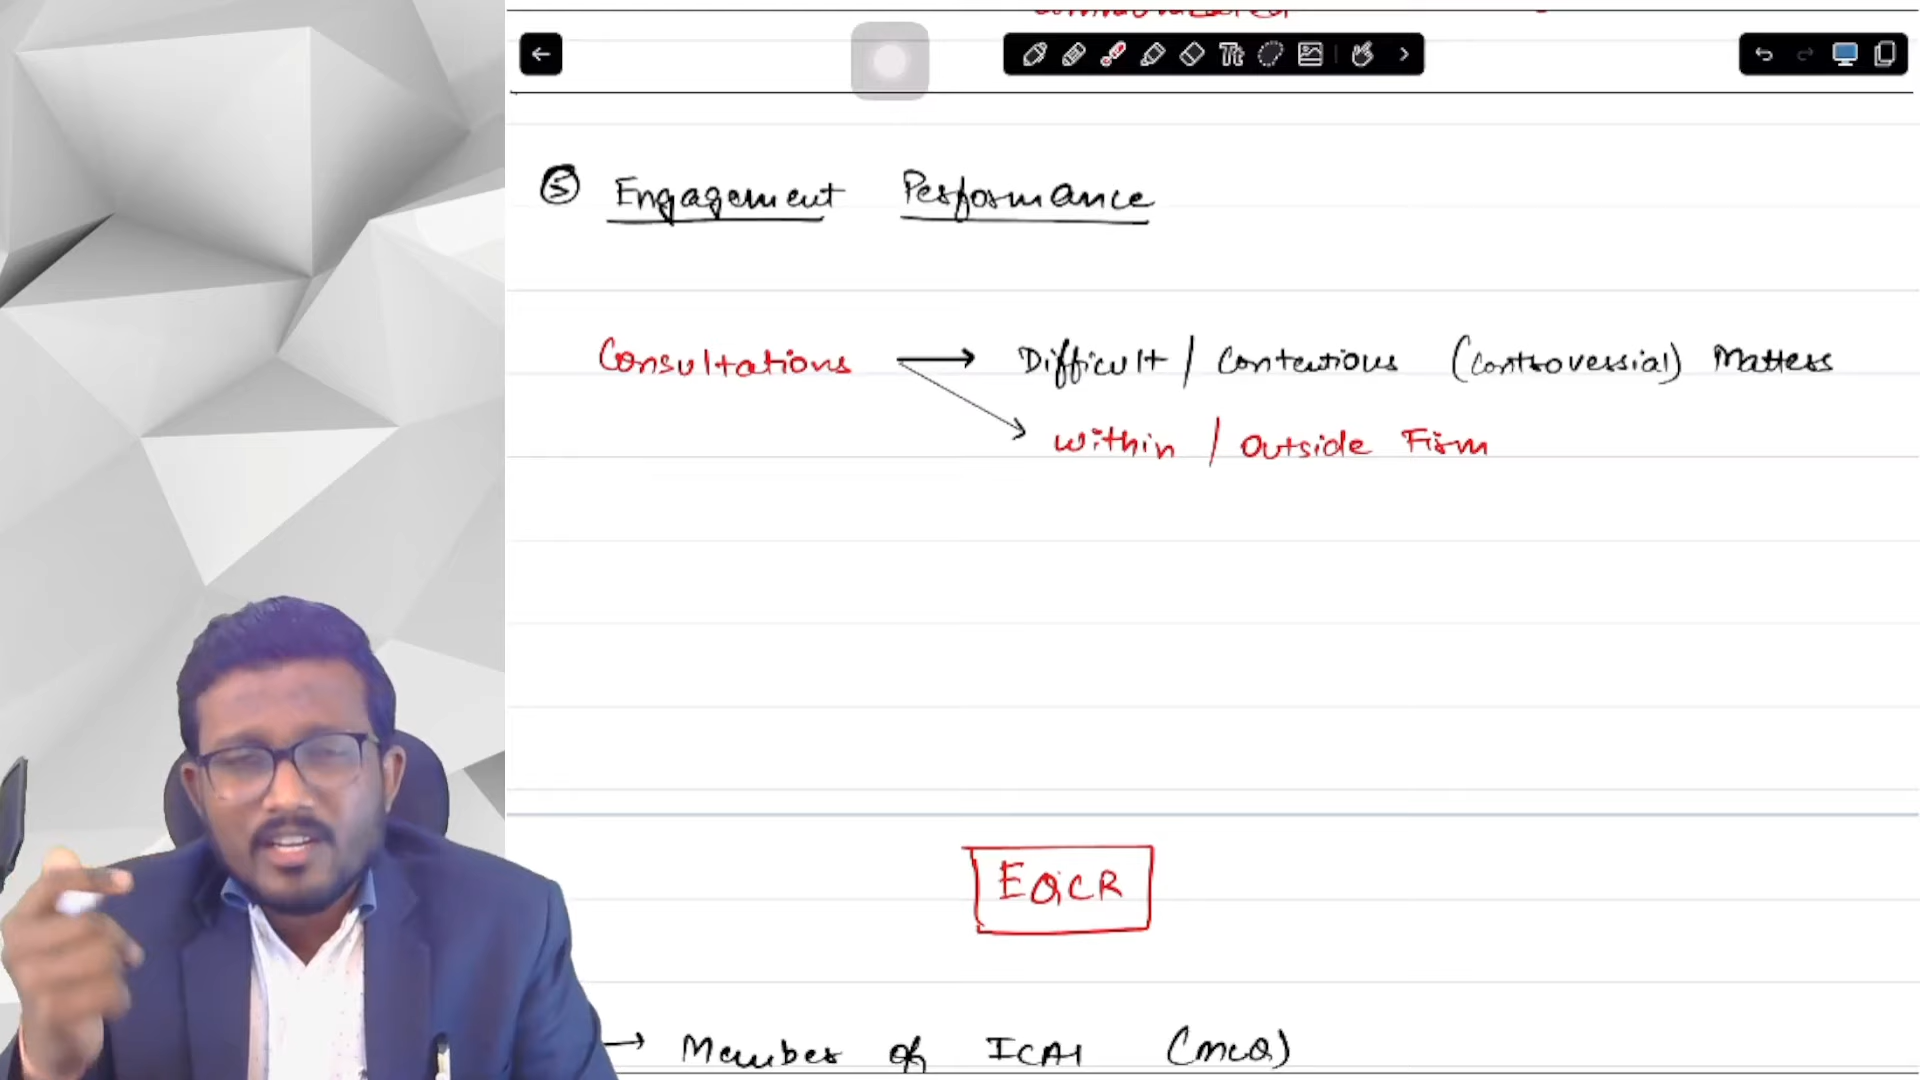 5 Engagement Performance
Consultations → Difficult / Contentious (Controversial) Matters
within / outside Firm
EQCR
→ Member of ICAI (MCQ)